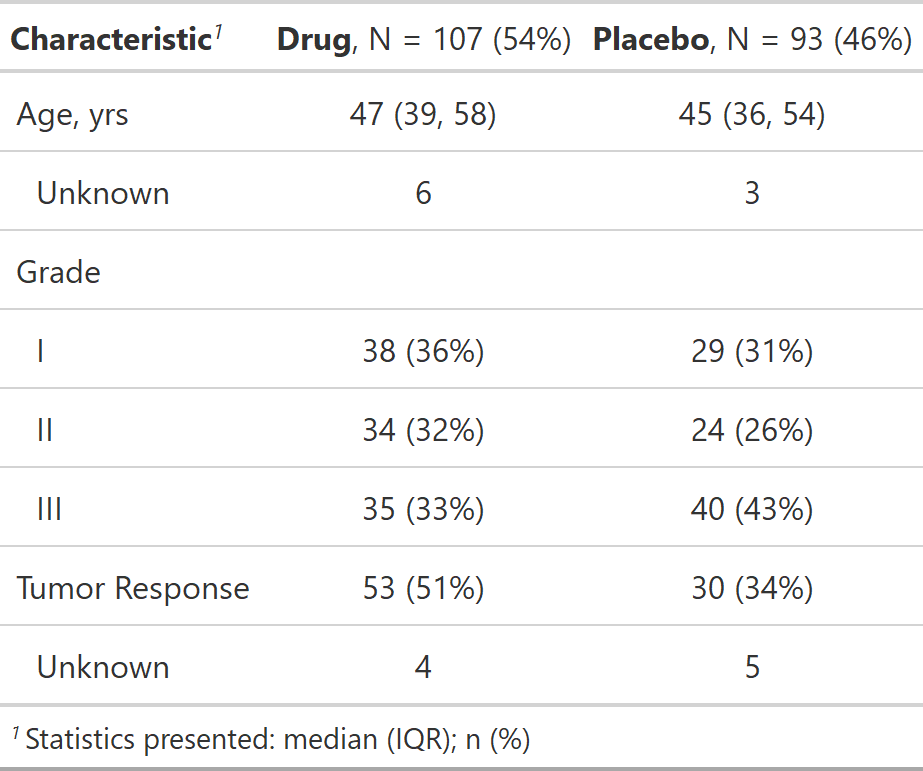 Characteristic1 Drug, N = 107 (54%) Placebo, N = 93 (46%)
Age, yrs 47 (39, 58) 45 (36, 54)
Unknown 6 3
Grade
I 38 (36%) 29 (31%)
II 34 (32%) 24 (26%)
III 35 (33%) 40 (43%)
Tumor Response 53 (51%) 30 (34%)
Unknown 4 5
1 Statistics presented: median (IQR); n (%)